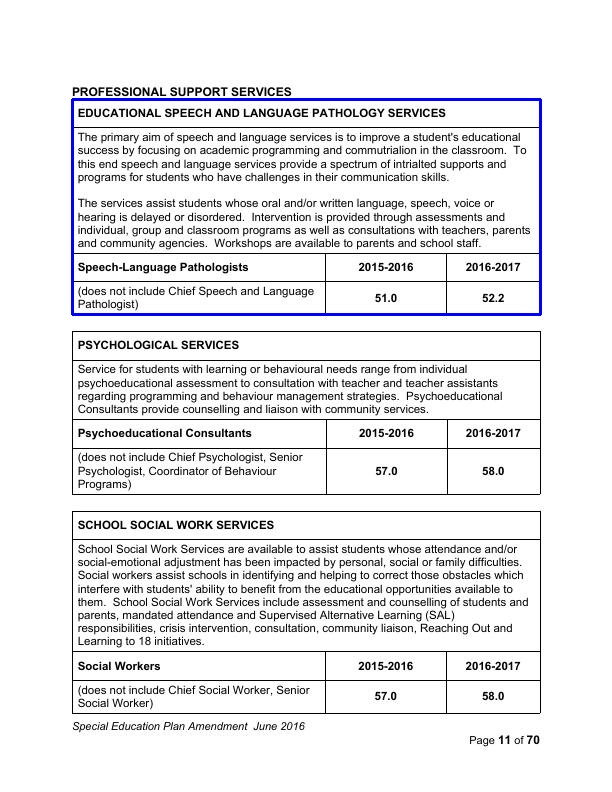 PROFESSIONAL SUPPORT SERVICES
EDUCATIONAL SPEECH AND LANGUAGE PATHOLOGY SERVICES
The primary aim of speech and language services is to improve a student's educational
success by focusing on academic programming and commutrialion in the classroom.  To
this end speech and language services provide a spectrum of intrialted supports and
programs for students who have challenges in their communication skills.
The services assist students whose oral and/or written language, speech, voice or
hearing is delayed or disordered.  Intervention is provided through assessments and
individual, group and classroom programs as well as consultations with teachers, parents
and community agencies.  Workshops are available to parents and school staff.
Speech-Language Pathologists 2015-2016 2016-2017
(does not include Chief Speech and Language
Pathologist) 51.0 52.2
PSYCHOLOGICAL SERVICES
Service for students with learning or behavioural needs range from individual
psychoeducational assessment to consultation with teacher and teacher assistants
regarding programming and behaviour management strategies.  Psychoeducational
Consultants provide counselling and liaison with community services.
Psychoeducational Consultants 2015-2016 2016-2017
(does not include Chief Psychologist, Senior
Psychologist, Coordinator of Behaviour 57.0 58.0
Programs)
SCHOOL SOCIAL WORK SERVICES
School Social Work Services are available to assist students whose attendance and/or
social-emotional adjustment has been impacted by personal, social or family difficulties.
Social workers assist schools in identifying and helping to correct those obstacles which
interfere with students' ability to benefit from the educational opportunities available to
them.  School Social Work Services include assessment and counselling of students and
parents, mandated attendance and Supervised Alternative Learning (SAL)
responsibilities, crisis intervention, consultation, community liaison, Reaching Out and
Learning to 18 initiatives.
Social Workers 2015-2016 2016-2017
(does not include Chief Social Worker, Senior
Social Worker) 57.0 58.0
Special Education Plan Amendment  June 2016
Page 11 of 70